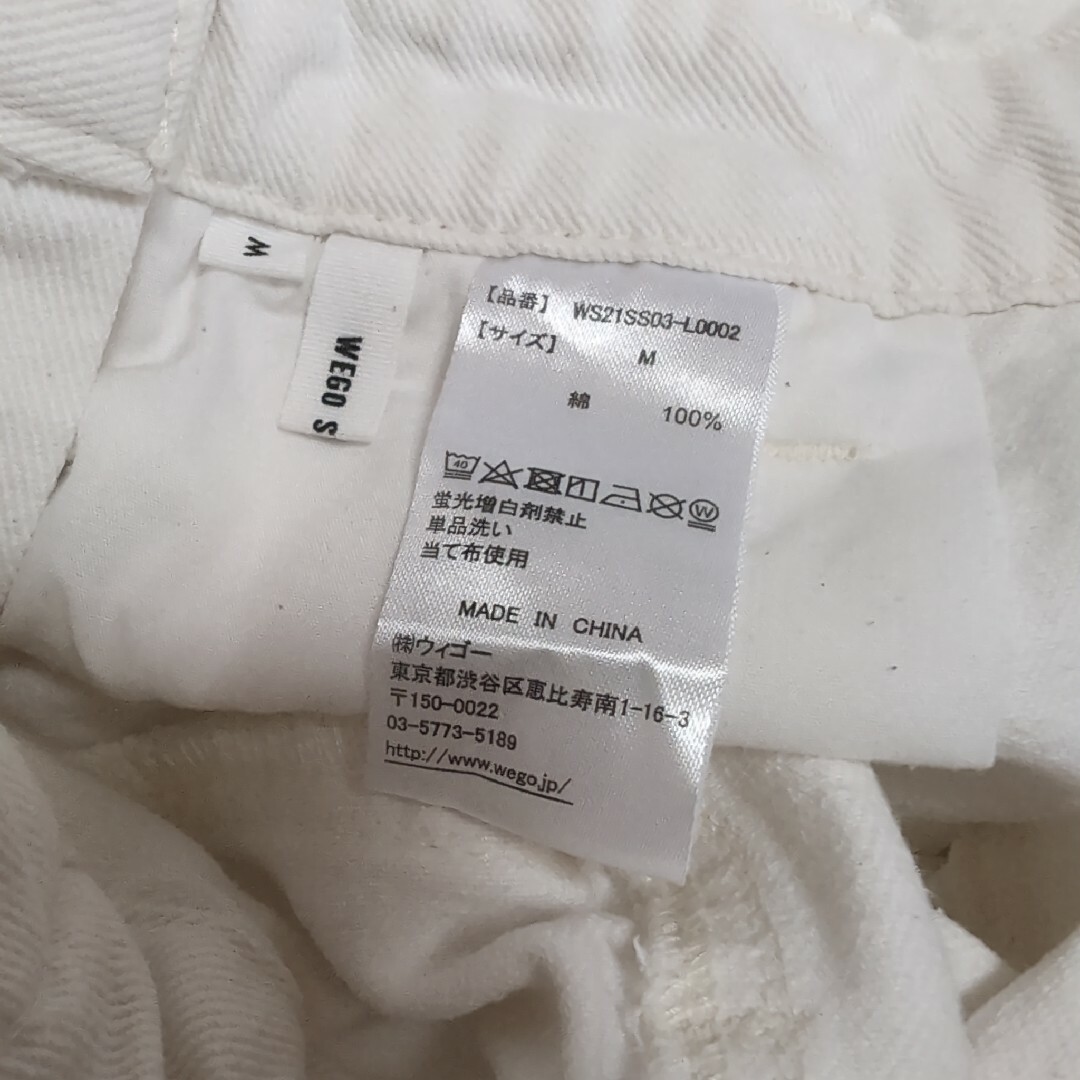 M
WEGO S
【品番】 WS21SS03-L0002
【サイズ】 M
綿 100%
40 W
蛍光増白剤禁止
単品洗い
当て布使用
MADE IN CHINA
㈱ウィゴー
東京都渋谷区恵比寿南1-16-3
〒150-0022
03-5773-5189
http://www.wego.jp/